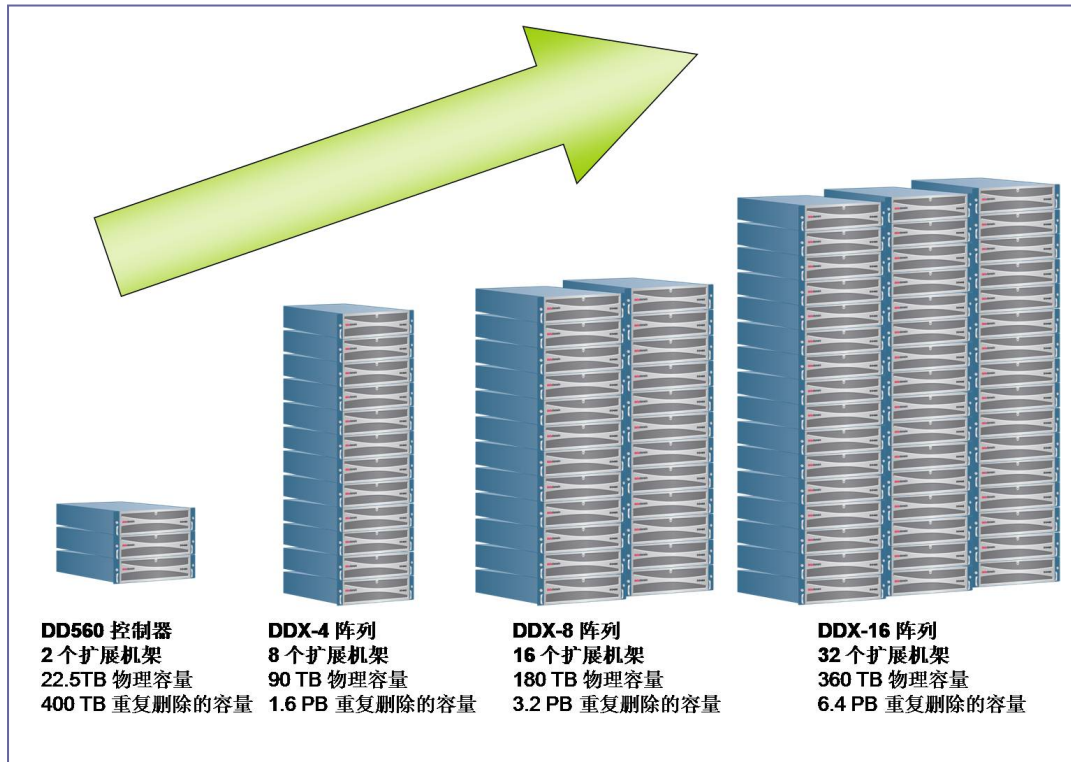 DD560 控制器
2 个扩展机架
22.5TB 物理容量
400 TB 重复删除的容量
DDX-4 阵列
8 个扩展机架
90 TB 物理容量
1.6 PB 重复删除的容量
DDX-8 阵列
16 个扩展机架
180 TB 物理容量
3.2 PB 重复删除的容量
DDX-16 阵列
32 个扩展机架
360 TB 物理容量
6.4 PB 重复删除的容量